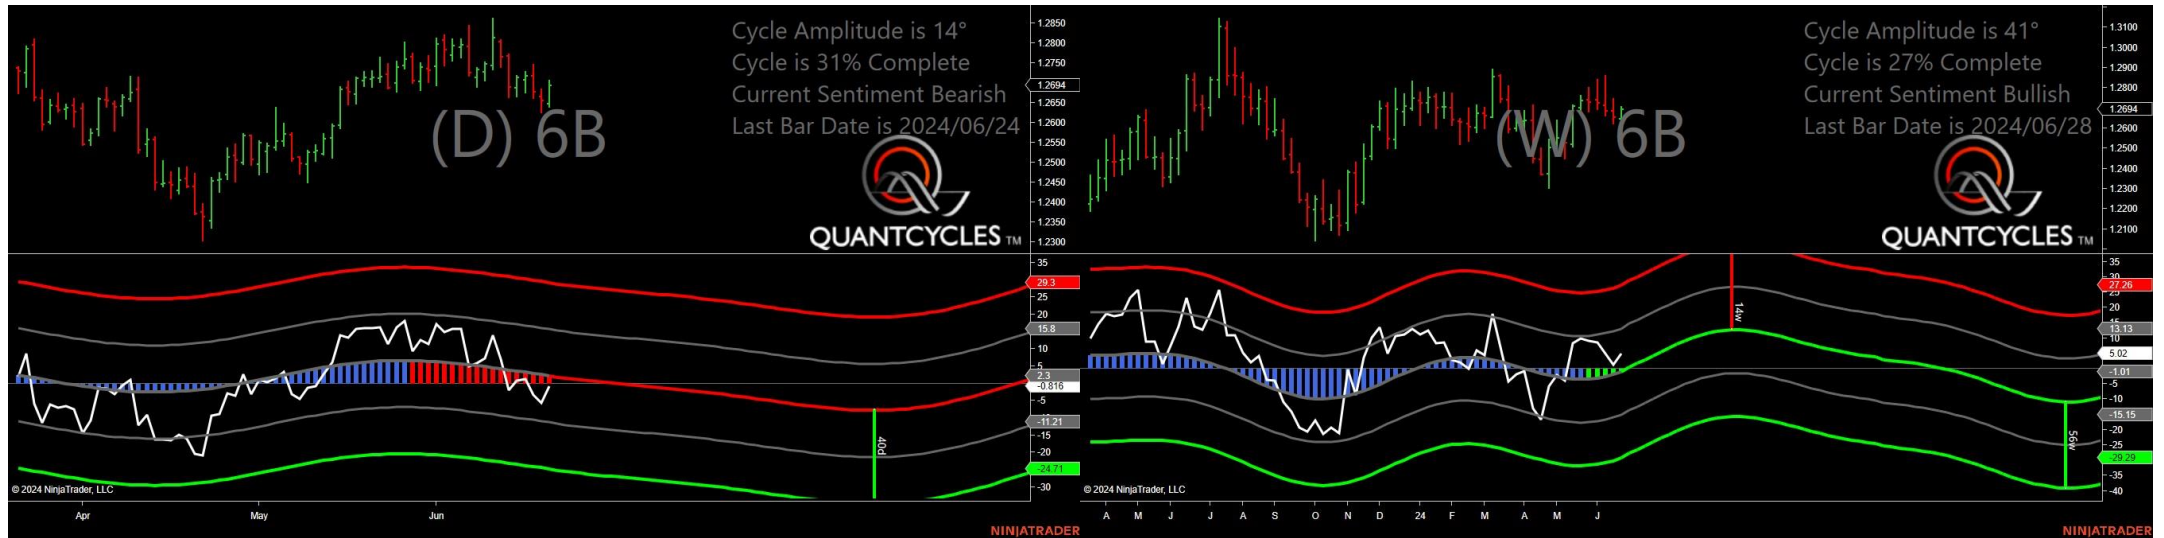 Cycle Amplitude is 14°
Cycle is 31% Complete
Current Sentiment Bearish
Last Bar Date is 2024/06/24
(D) 6B
QUANTCYCLES TM
1.2850
1.2800
1.2750
1.2694
1.2650
1.2600
1.2550
1.2500
1.2450
1.2400
1.2350
1.2300
35
29.3
25
20
15.8
10
5
2.3
-0.816
-5
-11.21
-15
-20
-24.71
-30
40d
© 2024 NinjaTrader, LLC
Apr
May
Jun
NINJATRADER
Cycle Amplitude is 41°
Cycle is 27% Complete
Current Sentiment Bullish
Last Bar Date is 2024/06/28
(W) 6B
QUANTCYCLES TM
1.3100
1.3000
1.2900
1.2800
1.2694
1.2600
1.2500
1.2400
1.2300
1.2200
1.2100
35
30
27.26
25
20
13.13
10
5.02
-1.01
-5
-10
-15.15
-20
-25
-29.29
-35
-40
14w
56w
© 2024 NinjaTrader, LLC
A M J J A S O N D 24 F M A M J
NINJATRADER